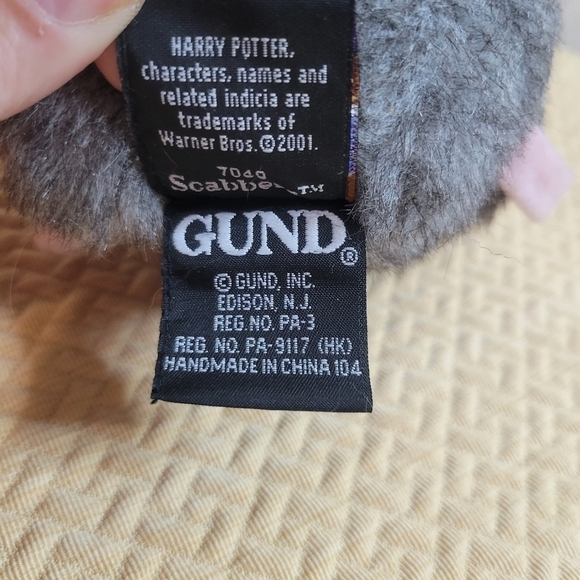 HARRY POTTER,
characters, names and
related indicia are
trademarks of
Warner Bros. © 2001.
™
GUND®
© GUND, INC.
EDISON, N.J.
REG. NO. PA-3
REG. NO. PA-9117 (HK)
HANDMADE IN CHINA 104